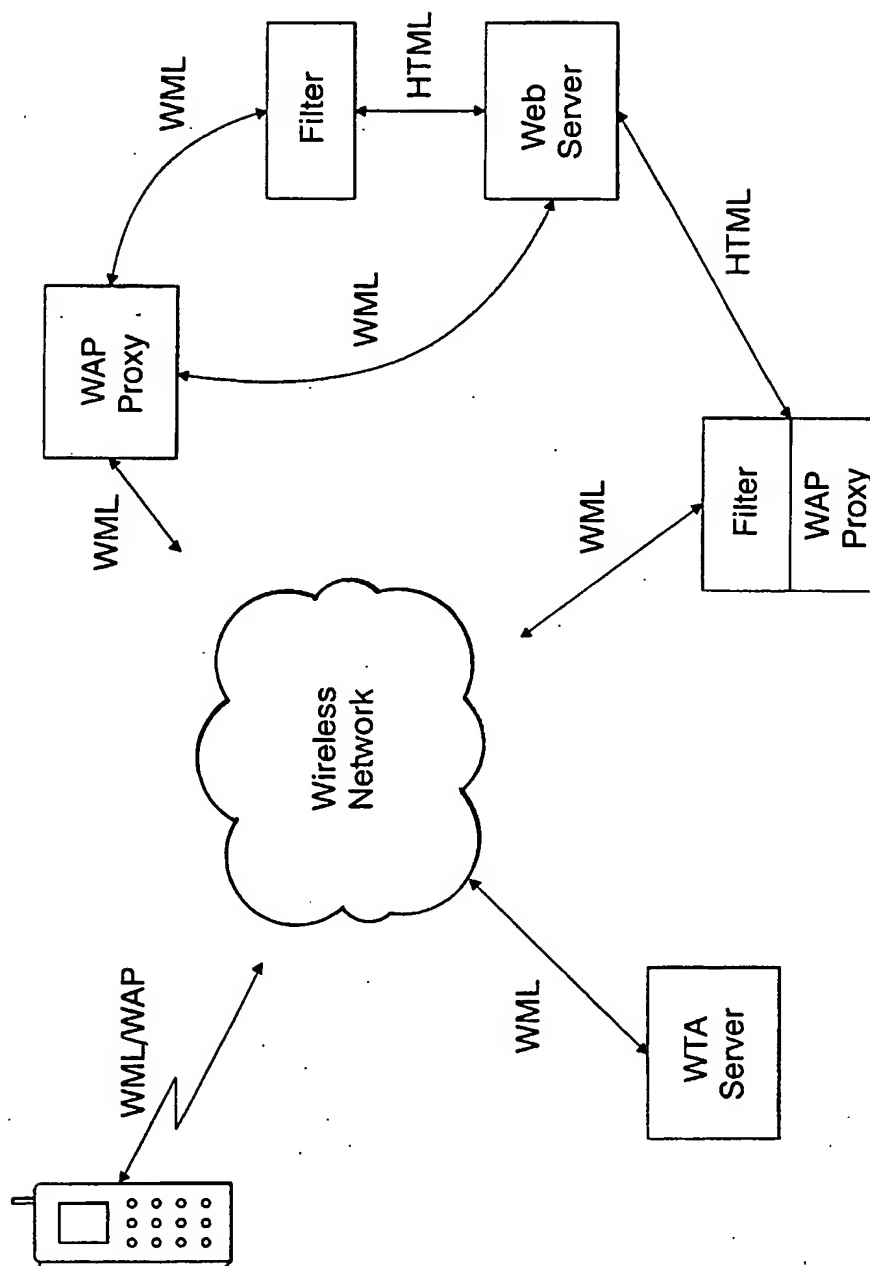 WML
WAP
Proxy
WML
Filter
HTML
WML/WAP
WML
Wireless
Network
Web
Server
WML
HTML
WML
WTA
Server
Filter
WAP
Proxy